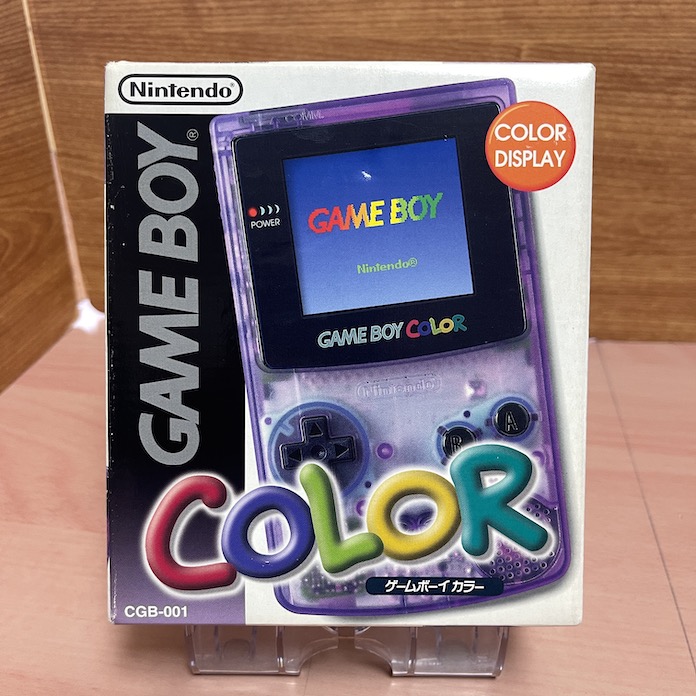 Nintendo
GAME BOY
®
COLOR
DISPLAY
POWER
GAME BOY
Nintendo®
GAME BOY COLOR
Nintendo
A
B
COLOR
ゲームボーイ カラー
CGB-001